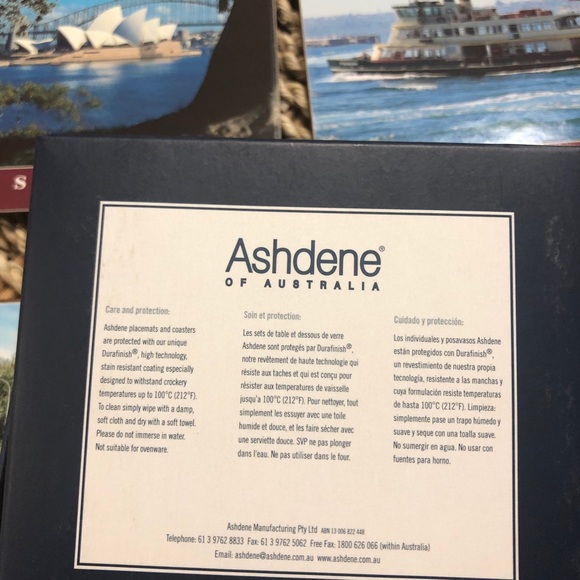 S
Ashdene®
OF AUSTRALIA
Care and protection:
Ashdene placemats and coasters
are protected with our unique
Durafinish®, high technology,
stain resistant coating especially
designed to withstand crockery
temperatures up to 100°C (212°F).
To clean simply wipe with a damp,
soft cloth and dry with a soft towel.
Please do not immerse in water.
Not suitable for ovenware.
Soin et protection:
Les sets de table et dessous de verre
Ashdene sont protegés par Durafinish®,
notre revêtement de haute technologie qui
résiste aux taches et qui est conçu pour
résister aux temperatures de vaisselle
jusqu'a 100°C (212°F). Pour nettoyer, tout
simplement les essuyer avec une toile
humide et douce, et les faire sécher avec
une serviette douce. SVP ne pas plonger
dans l'eau. Ne pas utiliser dans le four.
Cuidado y protección:
Los individuales y posavasos Ashdene
están protegidos con Durafinish®,
un revestimiento de nuestra propia
tecnología, resistente a las manchas y
cuya formulación resiste temperaturas
de hasta 100°C (212°F). Limpieza:
simplemente pase un trapo húmedo y
suave y seque con una toalla suave.
No sumergir en agua. No usar con
fuentes para horno.
Ashdene Manufacturing Pty Ltd ABN 13 006 822 448
Telephone: 61 3 9762 8833 Fax: 61 3 9762 5062 Free Fax: 1800 626 066 (within Australia)
Email: ashdene@ashdene.com.au www.ashdene.com.au